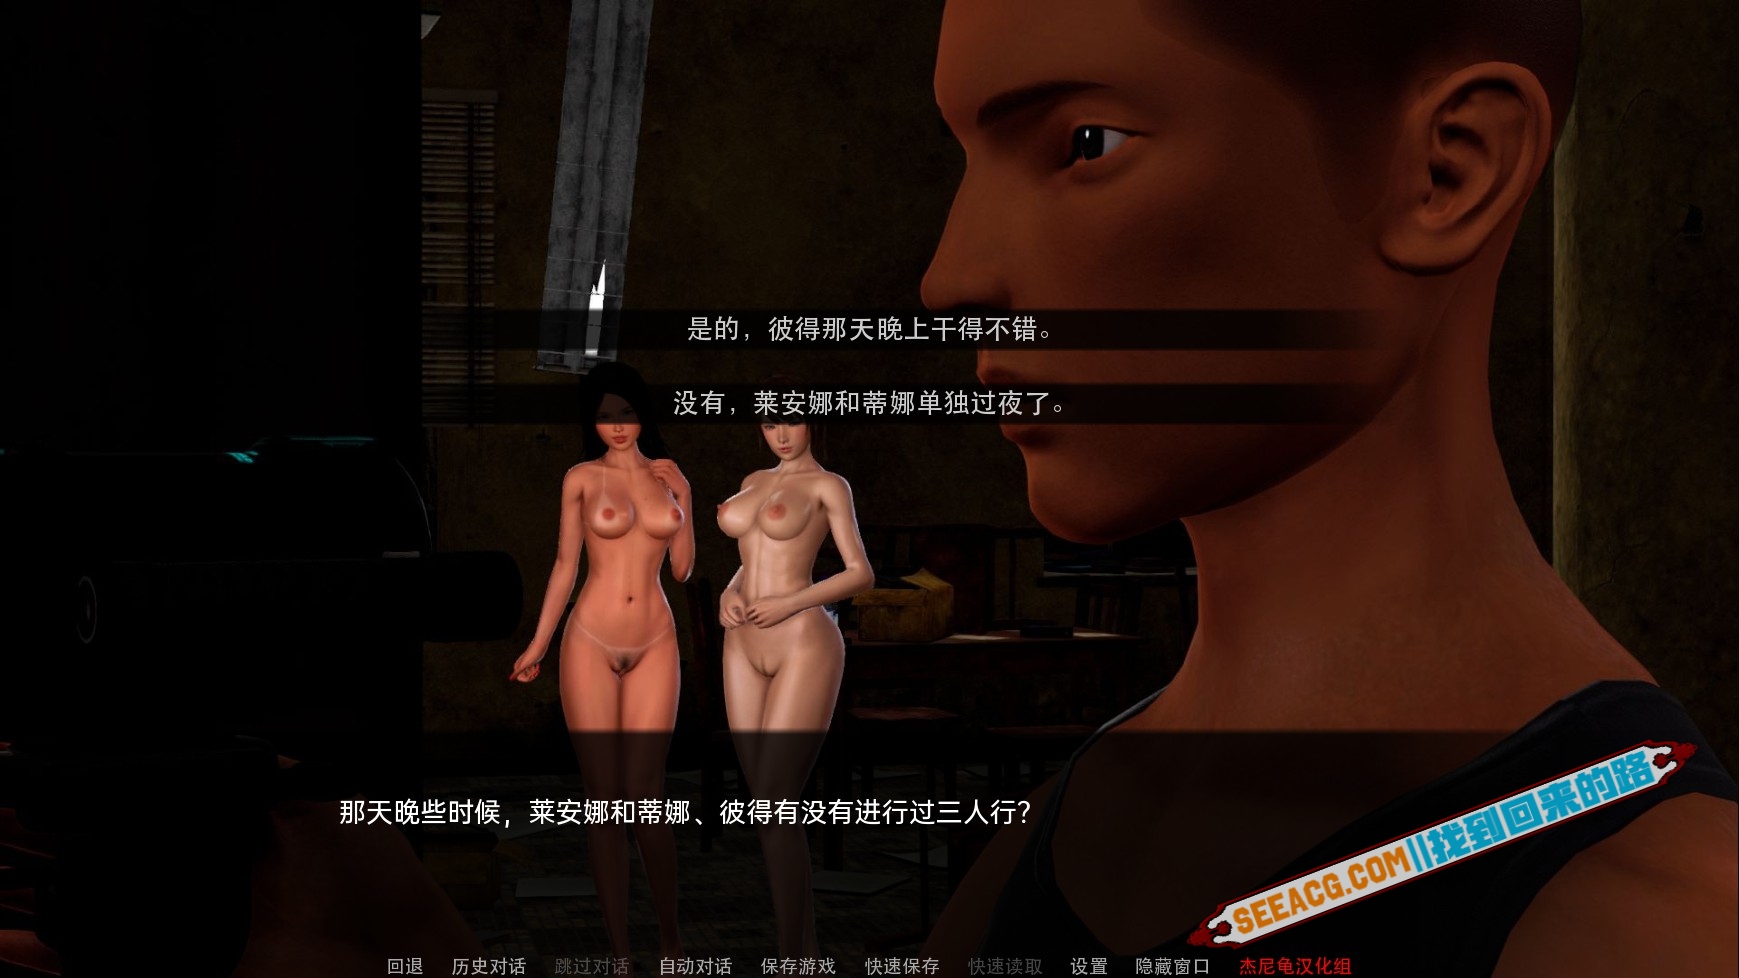 是的，彼得那天晚上干得不错。
没有，莱安娜和蒂娜单独过夜了。
那天晚些时候，莱安娜和蒂娜、彼得有没有进行过三人行？
SEEACG.COM||找到回来的路
回退 历史对话 跳过对话 自动对话 保存游戏 快速保存 快速读取 设置 隐藏窗口 杰尼龟汉化组